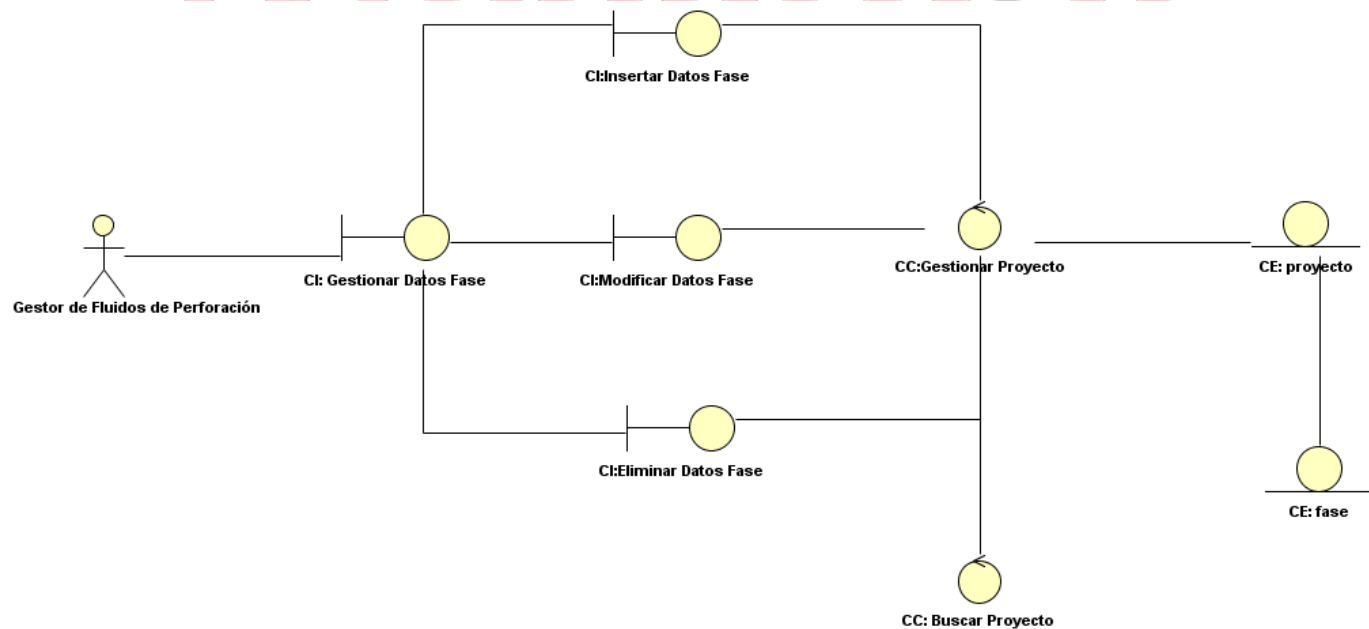 CI:Insertar Datos Fase
Gestor de Fluidos de Perforación
CI: Gestionar Datos Fase
CI:Modificar Datos Fase
CC:Gestionar Proyecto
CE: proyecto
CI:Eliminar Datos Fase
CE: fase
CC: Buscar Proyecto